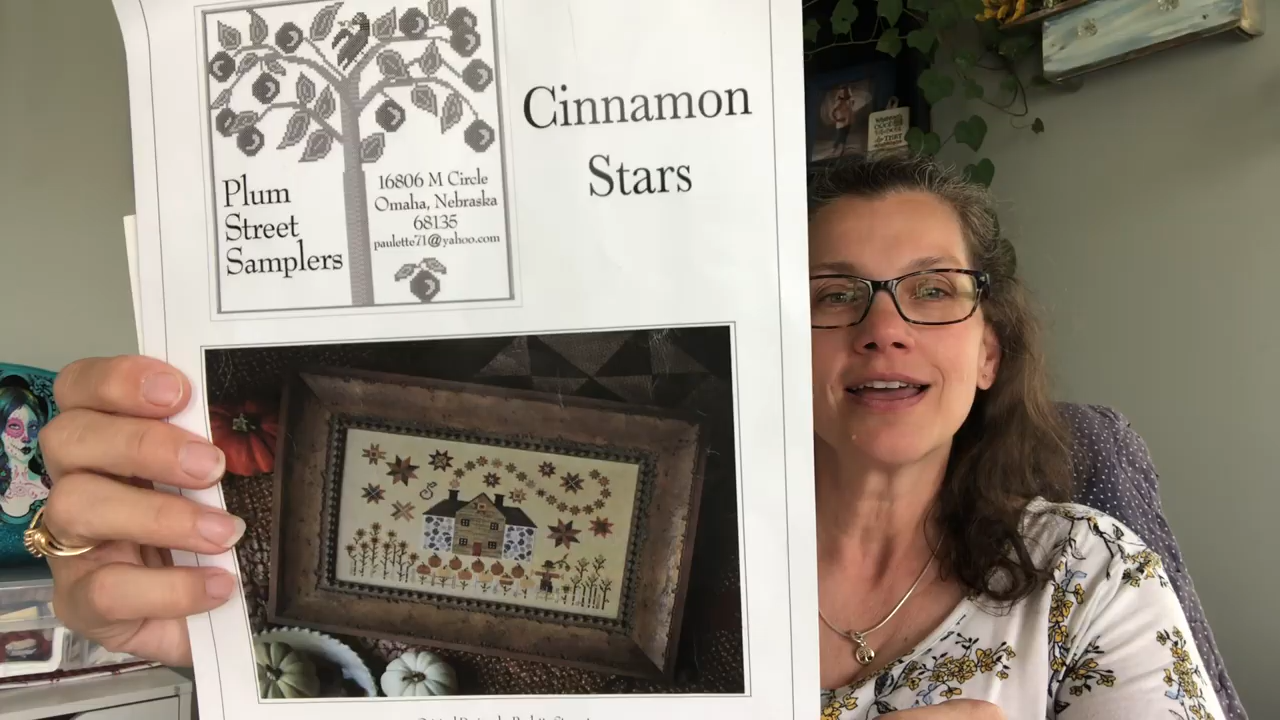 Plum
Street
Samplers
16806 M Circle
Omaha, Nebraska
68135
paulette71@yahoo.com
Cinnamon
Stars